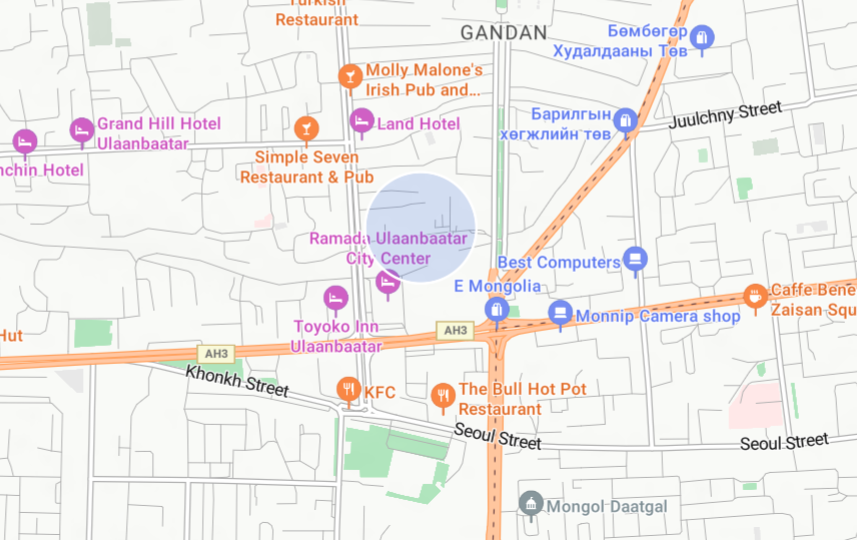 Turkish
Restaurant
GANDAN
Бөмбөгөр
Худалдааны Төв
Molly Malone's
Irish Pub and...
Барилгын
хөгжлийн төв
Juulchny Street
Grand Hill Hotel
Ulaanbaatar
Land Hotel
nchin Hotel
Simple Seven
Restaurant & Pub
Ramada Ulaanbaatar
City Center
Best Computers
E Mongolia
Caffe Bene
Zaisan Squ
Monnip Camera shop
Toyoko Inn
Ulaanbaatar
Hut
AH3
AH3
Khonkh Street
KFC
The Bull Hot Pot
Restaurant
Seoul Street
Seoul Street
Mongol Daatgal